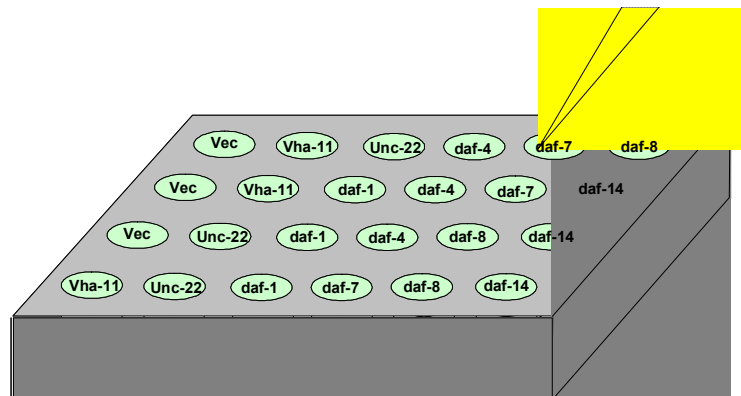 Vec Vha-11 Unc-22 daf-4 daf-7 daf-8
Vec Vha-11 daf-1 daf-4 daf-7 daf-14
Vec Unc-22 daf-1 daf-4 daf-8 daf-14
Vha-11 Unc-22 daf-1 daf-7 daf-8 daf-14